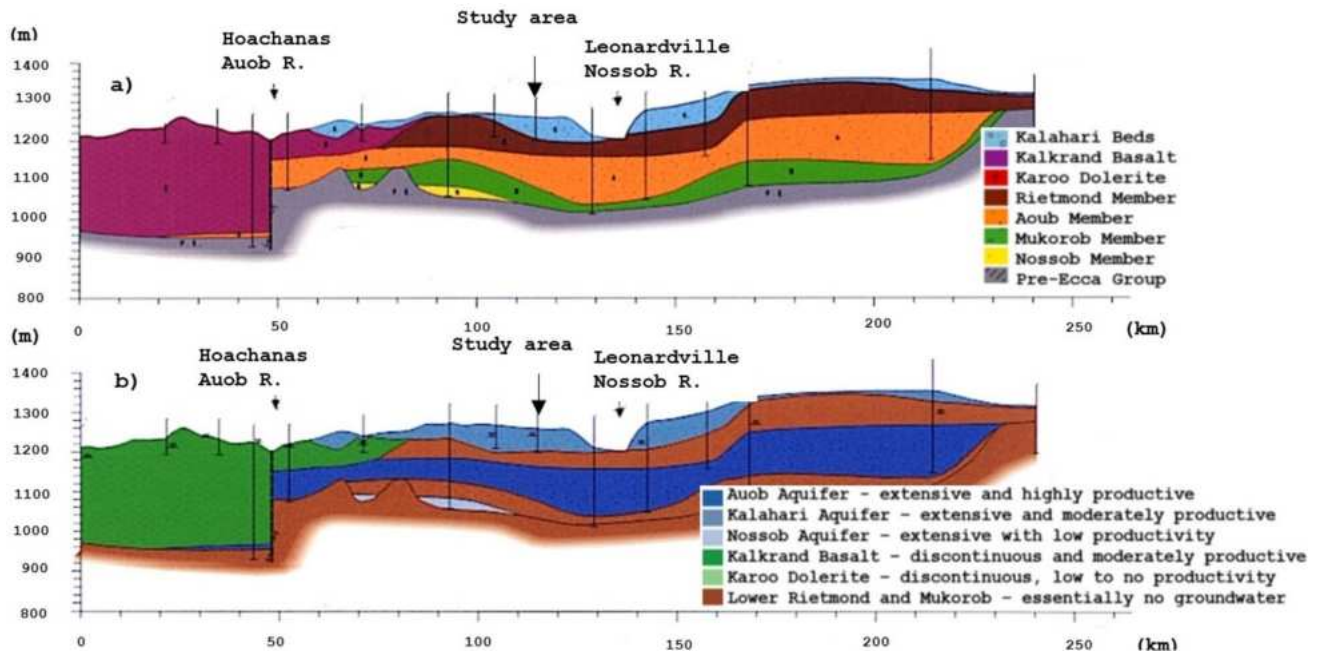 Study area
(m)
Hoachanas
Auob R.
Leonardville
Nossob R.
a)
1400
1300
1200
1100
1000
900
800
Kalahari Beds
Kalkrand Basalt
Karoo Dolerite
Rietmond Member
Aoub Member
Mukorob Member
Nossob Member
Pre-Ecca Group
0 50 100 150 200 250 (km)
(m)
Hoachanas
Auob R.
Study area
Leonardville
Nossob R.
b)
1400
1300
1200
1100
1000
900
800
Auob Aquifer - extensive and highly productive
Kalahari Aquifer - extensive and moderately productive
Nossob Aquifer - extensive with low productivity
Kalkrand Basalt - discontinuous and moderately productive
Karoo Dolerite - discontinuous, low to no productivity
Lower Rietmond and Mukorob - essentially no groundwater
0 50 100 150 200 250 (km)